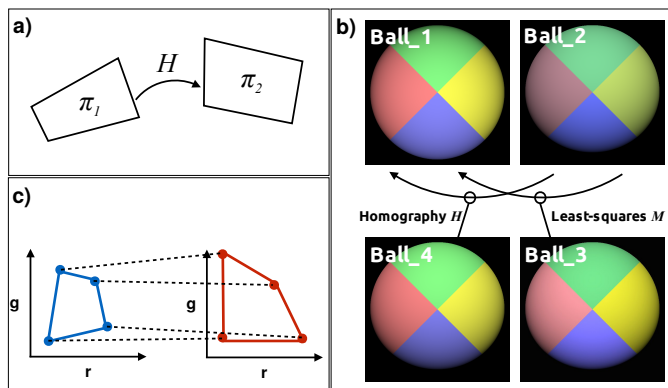 a)
H
π1
π2
b)
Ball_1
Ball_2
Homography H
Least-squares M
Ball_4
Ball_3
c)
g
r
g
r